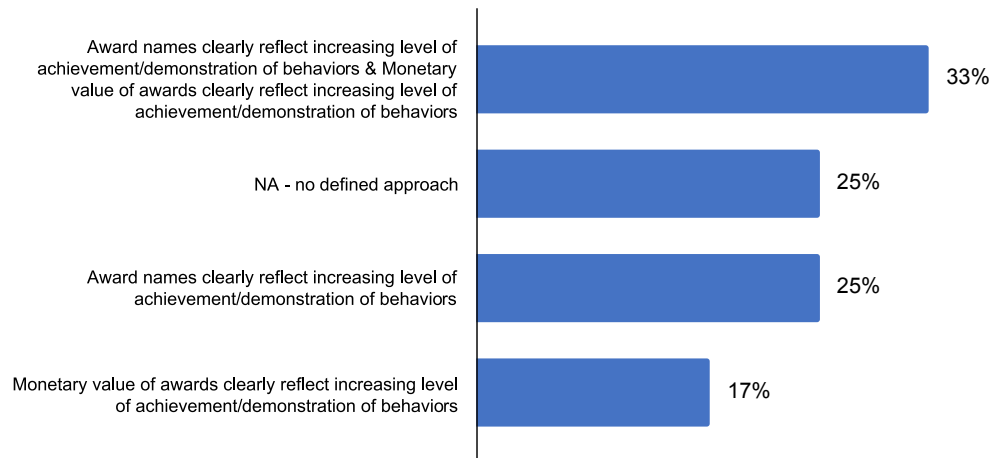 Award names clearly reflect increasing level of
achievement/demonstration of behaviors & Monetary
value of awards clearly reflect increasing level of
achievement/demonstration of behaviors
33%
NA - no defined approach
25%
Award names clearly reflect increasing level of
achievement/demonstration of behaviors
25%
Monetary value of awards clearly reflect increasing level
of achievement/demonstration of behaviors
17%